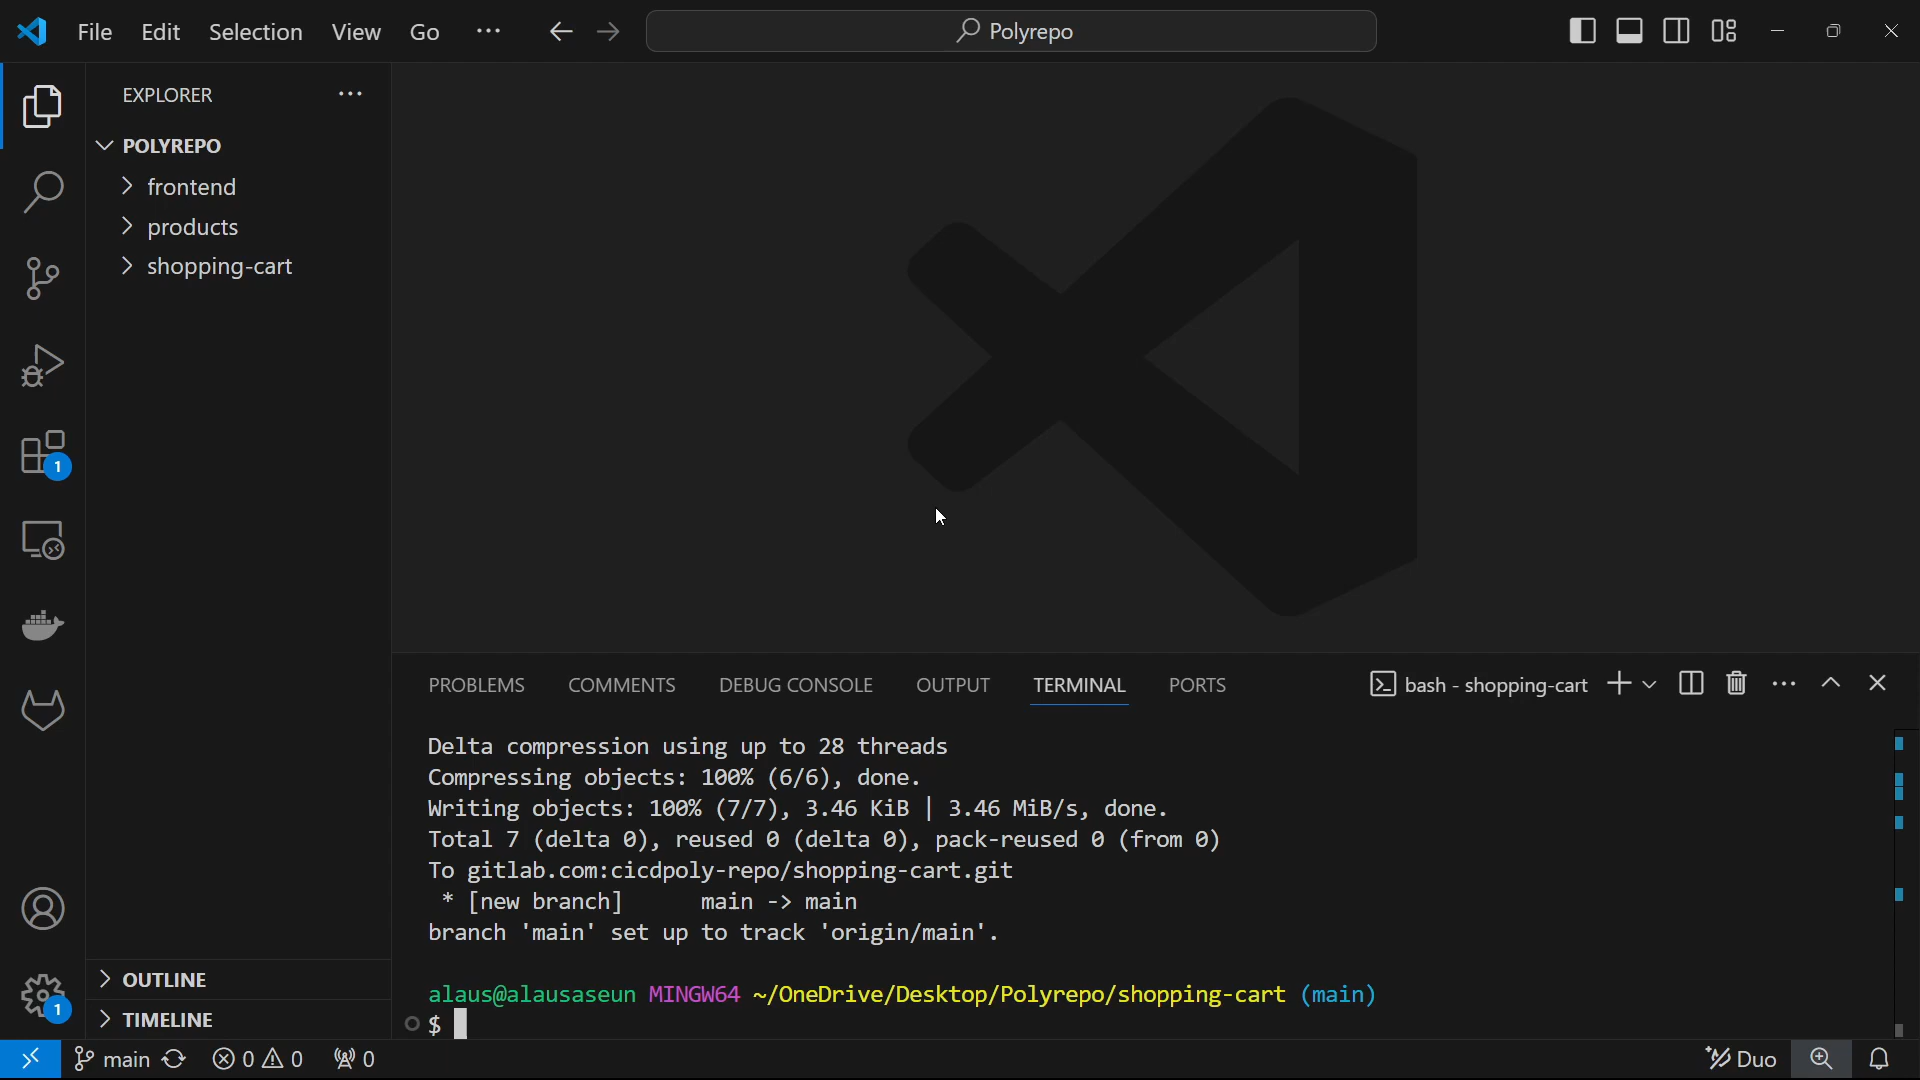 File Edit Selection View Go ··· Polyrepo
EXPLORER ···
POLYREPO
frontend
products
shopping-cart
1
PROBLEMS COMMENTS DEBUG CONSOLE OUTPUT TERMINAL PORTS bash - shopping-cart
Delta compression using up to 28 threads
Compressing objects: 100% (6/6), done.
Writing objects: 100% (7/7), 3.46 KiB | 3.46 MiB/s, done.
Total 7 (delta 0), reused 0 (delta 0), pack-reused 0 (from 0)
To gitlab.com:cicdpoly-repo/shopping-cart.git
* [new branch] main -> main
branch 'main' set up to track 'origin/main'.
alaus@alausaseun MINGW64 ~/OneDrive/Desktop/Polyrepo/shopping-cart (main)
$
OUTLINE
1
TIMELINE
main 0 0 0 Duo